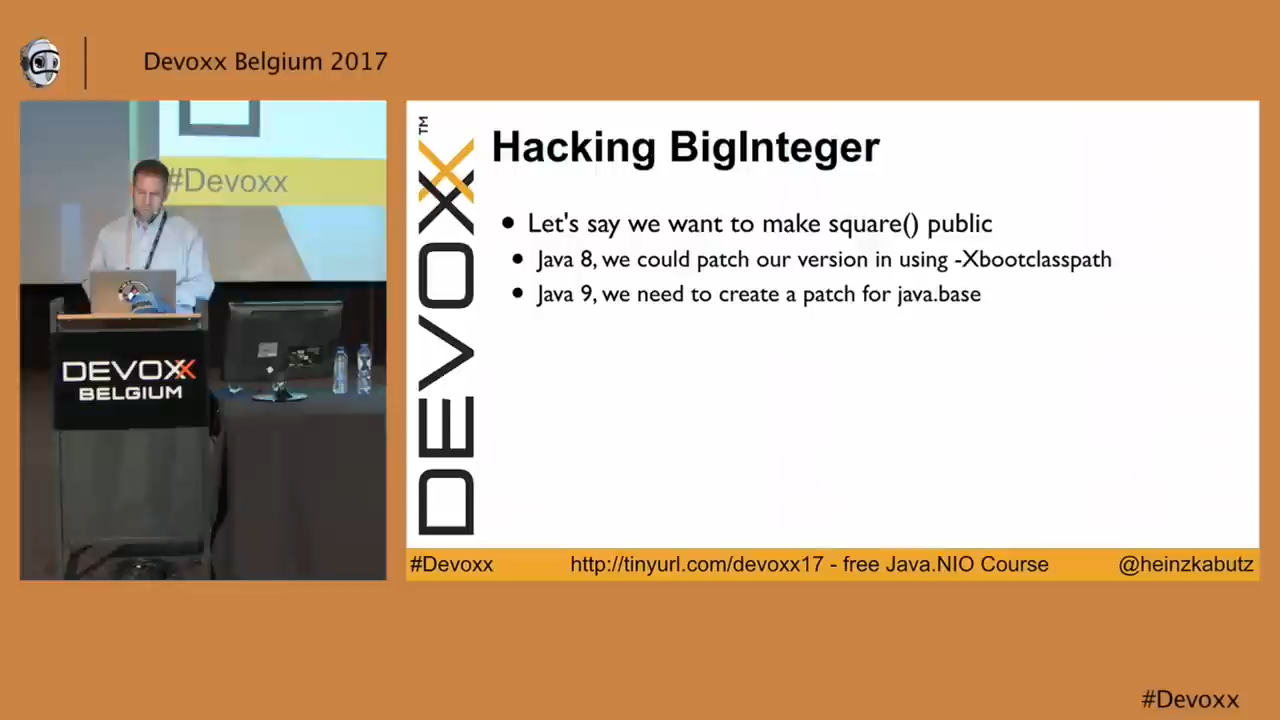 Devoxx Belgium 2017
#Devoxx
DEVOXX
BELGIUM
DEVOXX™
Hacking BigInteger
• Let's say we want to make square() public
• Java 8, we could patch our version in using -Xbootclasspath
• Java 9, we need to create a patch for java.base
#Devoxx http://tinyurl.com/devoxx17 - free Java.NIO Course @heinzkabutz
#Devoxx